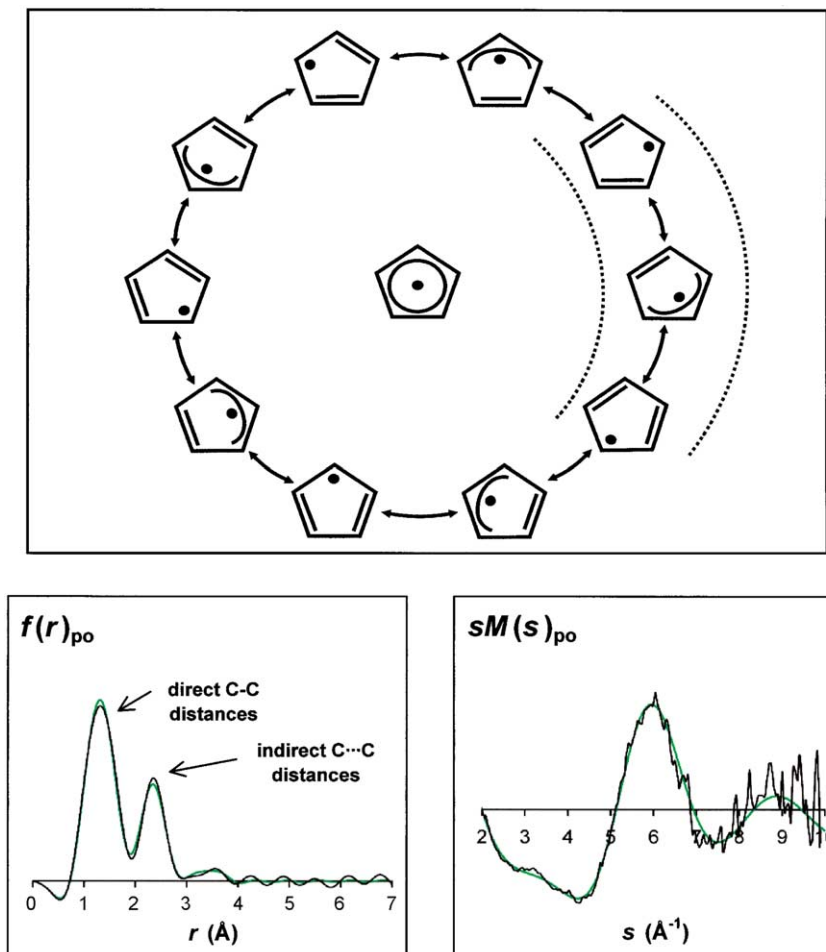 f(r)po
direct C-C
distances
indirect C···C
distances
0 1 2 3 4 5 6 7
r (Å)
sM(s)po
2 3 4 5 6 7 8 9 10
s (Å⁻¹)